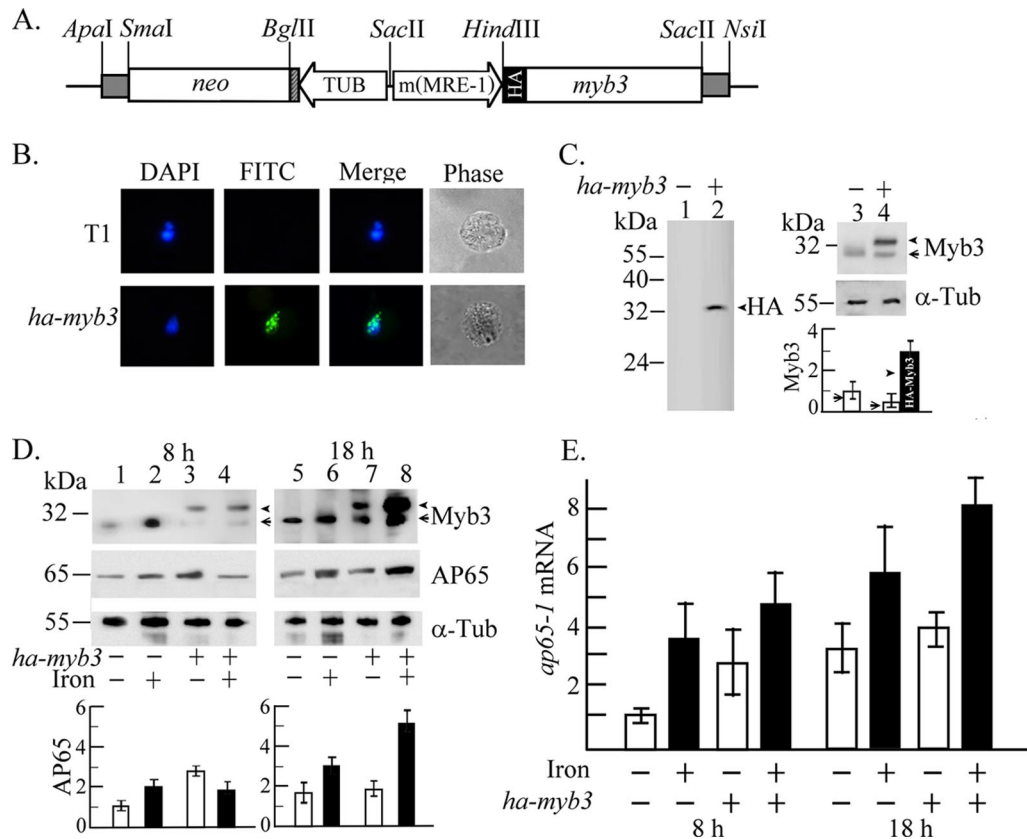 A.
ApaI SmaI BglII SacII HindIII SacII NsiI
neo TUB m(MRE-1) HA myb3
B.
DAPI FITC Merge Phase
T1
ha-myb3
C.
ha-myb3 − +
kDa 1 2
55
40
32
24
HA
− +
kDa 3 4
32
Myb3
55
α-Tub
Myb3
4
2
0
HA-Myb3
D.
8 h 18 h
kDa 1 2 3 4 5 6 7 8
32 Myb3
65 AP65
55 α-Tub
ha-myb3 − − + + − − + +
Iron − + − + − + − +
AP65
6 6
4 4
2 2
0 0
E.
ap65-1 mRNA
8
6
4
2
Iron − + − + − + − +
ha-myb3 − − + + − − + +
8 h 18 h